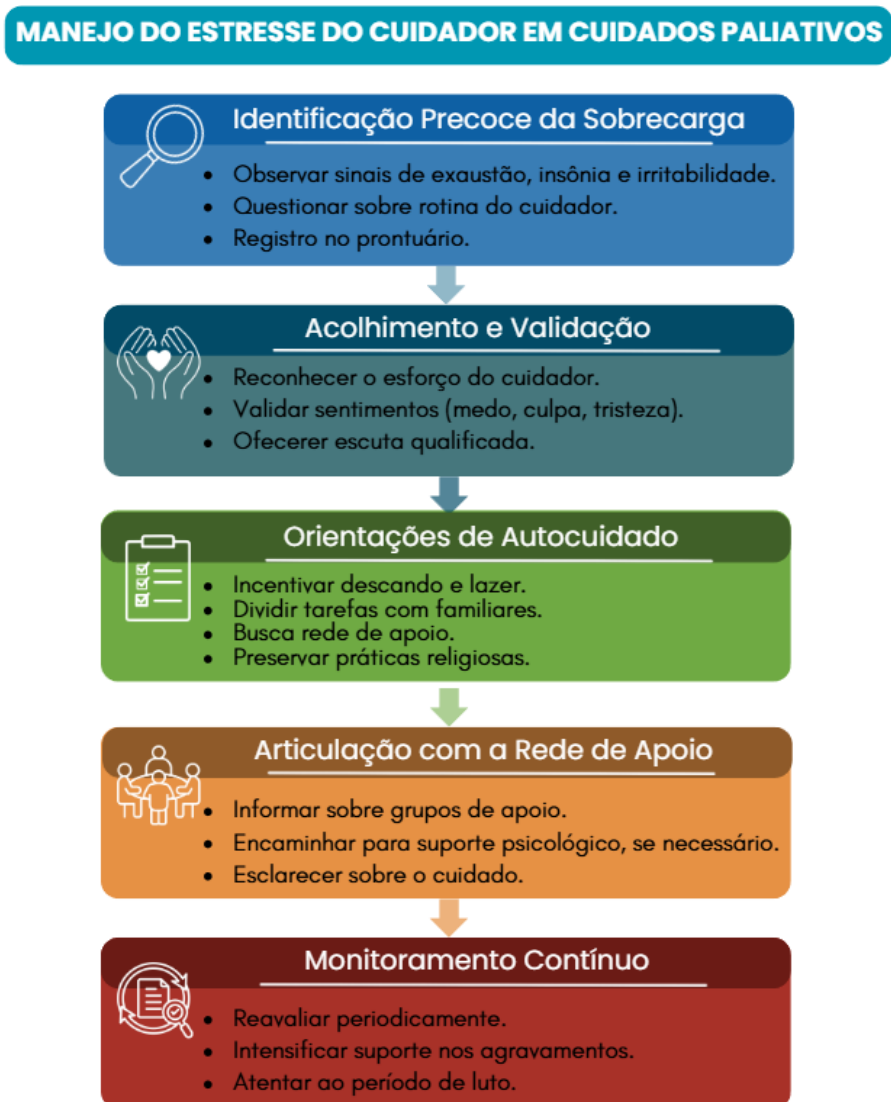 MANEJO DO ESTRESSE DO CUIDADOR EM CUIDADOS PALIATIVOS
Identificação Precoce da Sobrecarga
• Observar sinais de exaustão, insônia e irritabilidade.
• Questionar sobre rotina do cuidador.
• Registro no prontuário.
Acolhimento e Validação
• Reconhecer o esforço do cuidador.
• Validar sentimentos (medo, culpa, tristeza).
• Ofecerer escuta qualificada.
Orientações de Autocuidado
• Incentivar descando e lazer.
• Dividir tarefas com familiares.
• Busca rede de apoio.
• Preservar práticas religiosas.
Articulação com a Rede de Apoio
• Informar sobre grupos de apoio.
• Encaminhar para suporte psicológico, se necessário.
• Esclarecer sobre o cuidado.
Monitoramento Contínuo
• Reavaliar periodicamente.
• Intensificar suporte nos agravamentos.
• Atentar ao período de luto.